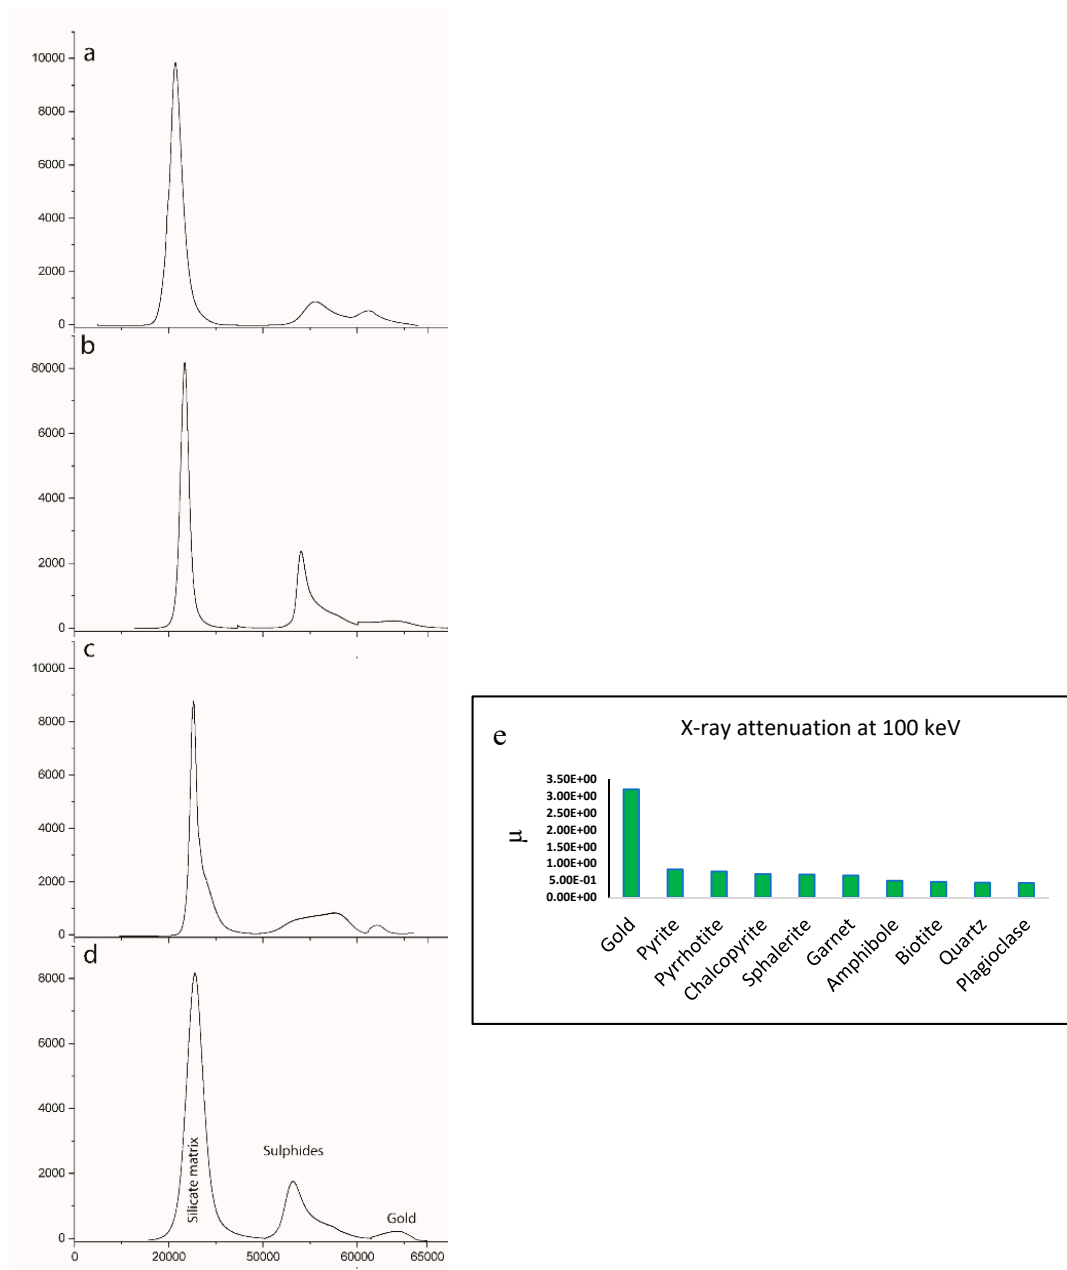 a
10000
8000
6000
4000
2000
0
b
80000
6000
4000
2000
0
c
10000
8000
6000
4000
2000
0
d
8000
6000
4000
2000
0
Silicate matrix
Sulphides
Gold
0 20000 50000 60000 65000
e
X-ray attenuation at 100 keV
μ
3.50E+00
3.00E+00
2.50E+00
2.00E+00
1.50E+00
1.00E+00
5.00E-01
0.00E+00
Gold
Pyrite
Pyrrhotite
Chalcopyrite
Sphalerite
Garnet
Amphibole
Biotite
Quartz
Plagioclase